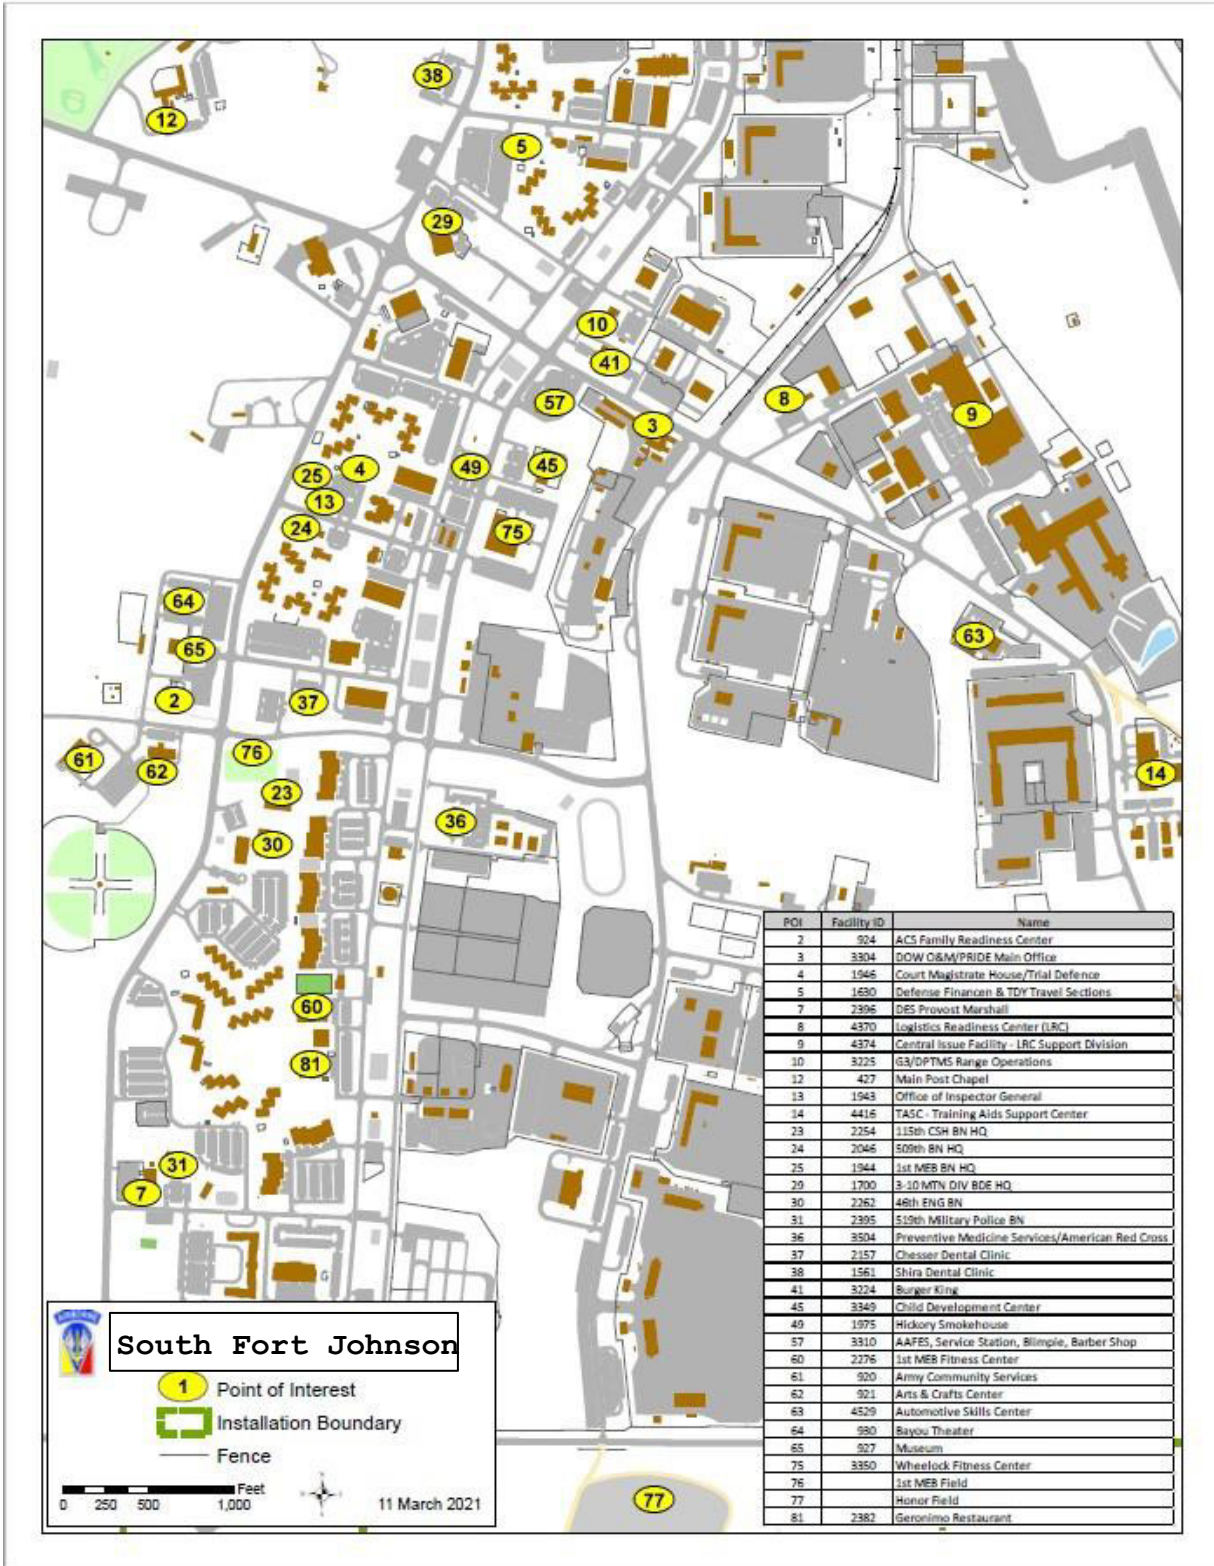 38
12
5
29
10
41
8
57
3
9
25
4
49
45
13
24
75
64
65
63
2
37
61
62
76
14
23
36
30
60
81
31
7
77
POI Facility ID Name
2 924 ACS Family Readiness Center
3 3304 DOW O&M/PRIDE Main Office
4 1946 Court Magistrate House/Trial Defence
5 1630 Defense Financen & TDY Travel Sections
7 2396 DES Provost Marshall
8 4370 Logistics Readiness Center (LRC)
9 4374 Central Issue Facility - LRC Support Division
10 3225 G3/DPTMS Range Operations
12 427 Main Post Chapel
13 1943 Office of Inspector General
14 4416 TASC - Training Aids Support Center
23 2254 115th CSH BN HQ
24 2046 509th BN HQ
25 1944 1st MEB BN HQ
29 1700 3-10 MTN DIV BDE HQ
30 2262 46th ENG BN
31 2395 519th Military Police BN
36 3504 Preventive Medicine Services/American Red Cross
37 2157 Chesser Dental Clinic
38 1561 Shira Dental Clinic
41 3224 Burger King
45 3349 Child Development Center
49 1975 Hickory Smokehouse
57 3310 AAFES, Service Station, Blimpie, Barber Shop
60 2276 1st MEB Fitness Center
61 920 Army Community Services
62 921 Arts & Crafts Center
63 4529 Automotive Skills Center
64 930 Bayou Theater
65 927 Museum
75 3350 Wheelock Fitness Center
76 1st MEB Field
77 Honor Field
81 2382 Geronimo Restaurant
AIRBORNE
South Fort Johnson
1 Point of Interest
Installation Boundary
Fence
Feet
0 250 500 1,000
11 March 2021